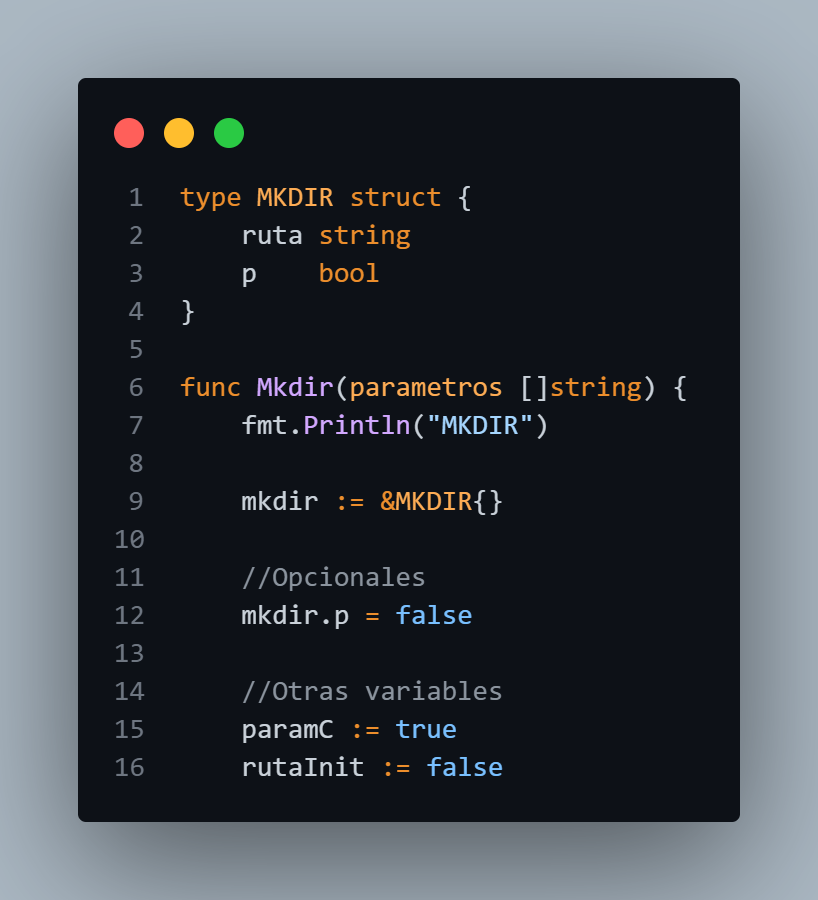 1 type MKDIR struct {
2     ruta string
3     p    bool
4 }
5
6 func Mkdir(parametros []string) {
7     fmt.Println("MKDIR")
8
9     mkdir := &MKDIR{}
10
11     //Opcionales
12     mkdir.p = false
13
14     //Otras variables
15     paramC := true
16     rutaInit := false